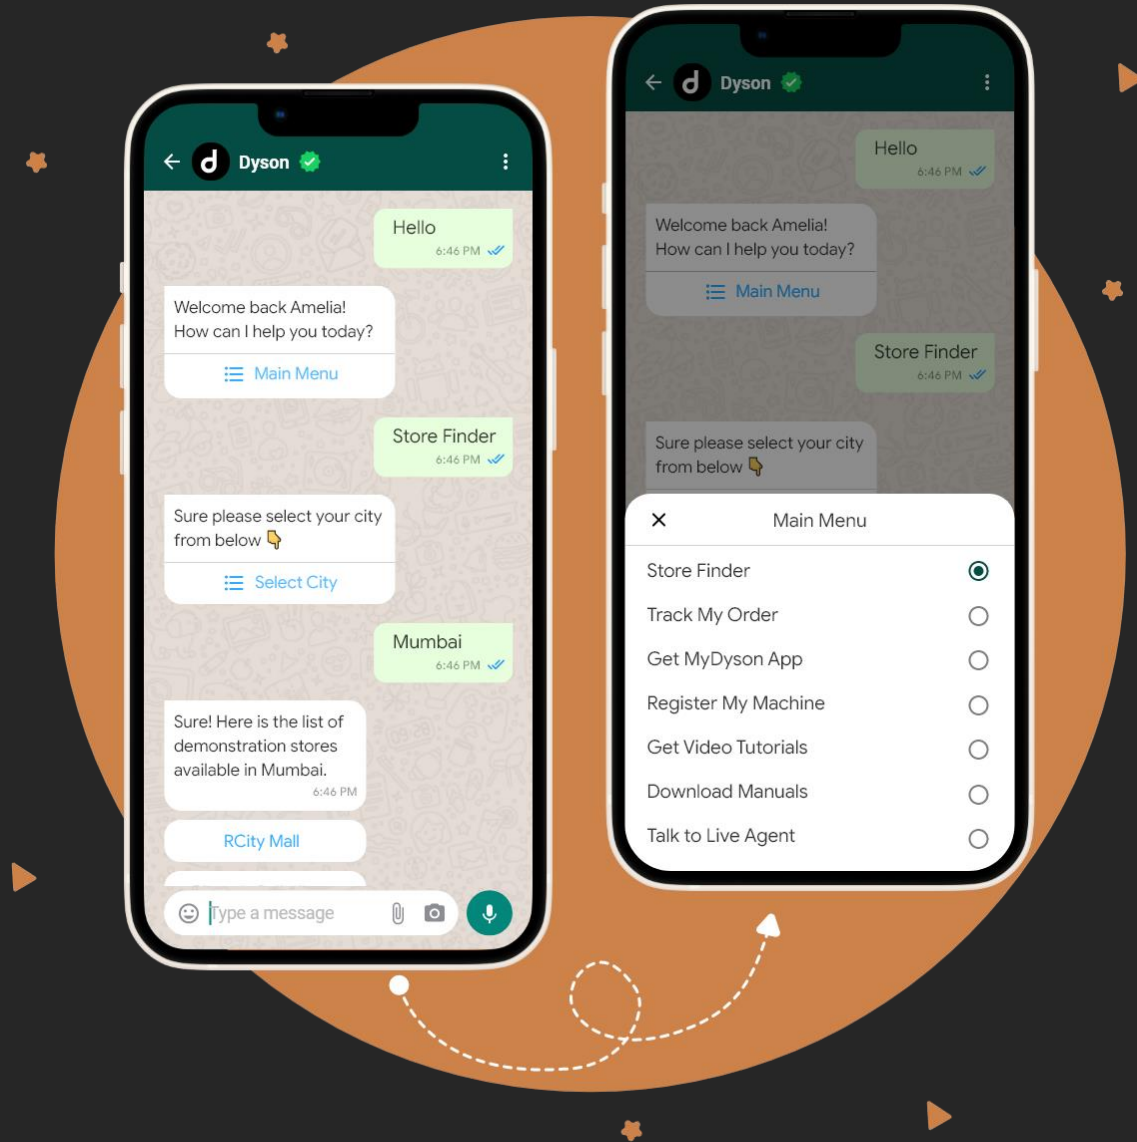 Dyson
Hello
6:46 PM
Welcome back Amelia!
How can I help you today?
Main Menu
Store Finder
6:46 PM
Sure please select your city
from below 👇
Select City
Mumbai
6:46 PM
Sure! Here is the list of
demonstration stores
available in Mumbai.
6:46 PM
RCity Mall
Type a message
Dyson
Hello
6:46 PM
Welcome back Amelia!
How can I help you today?
Main Menu
Store Finder
6:46 PM
Sure please select your city
from below 👇
Main Menu
Store Finder
Track My Order
Get MyDyson App
Register My Machine
Get Video Tutorials
Download Manuals
Talk to Live Agent